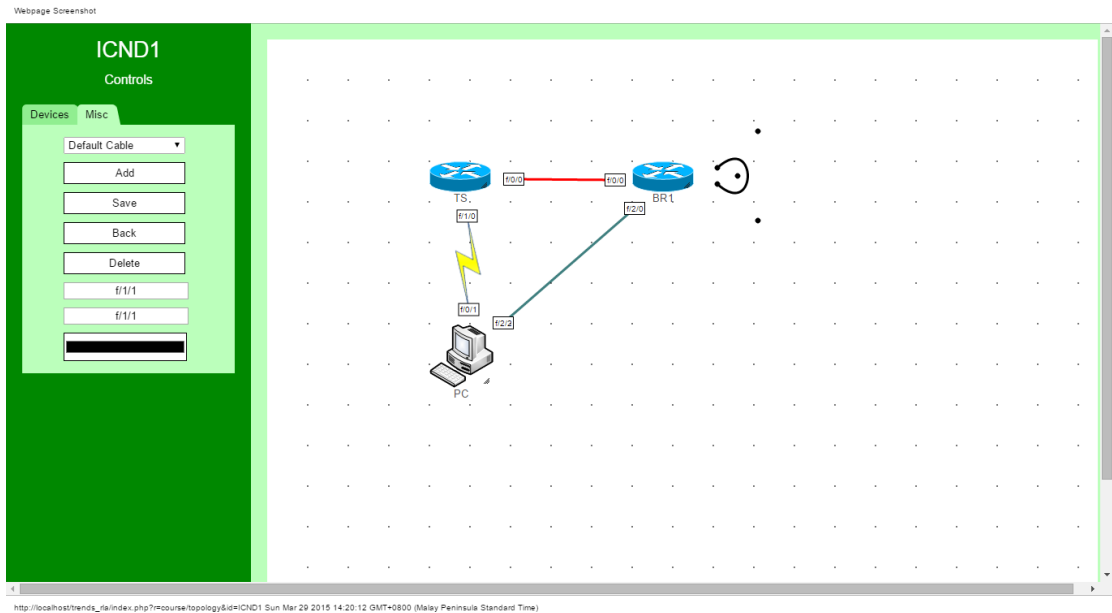 Webpage Screenshot
ICND1
Controls
Devices Misc
Default Cable
Add
Save
Back
Delete
f/1/1
f/1/1
f/0/0 f/0/0
TS BR1
f/1/0 f/2/0
f/0/1
f/2/2
PC
http://localhost/trends_rla/index.php?r=course/topology&id=ICND1 Sun Mar 29 2015 14:20:12 GMT+0800 (Malay Peninsula Standard Time)